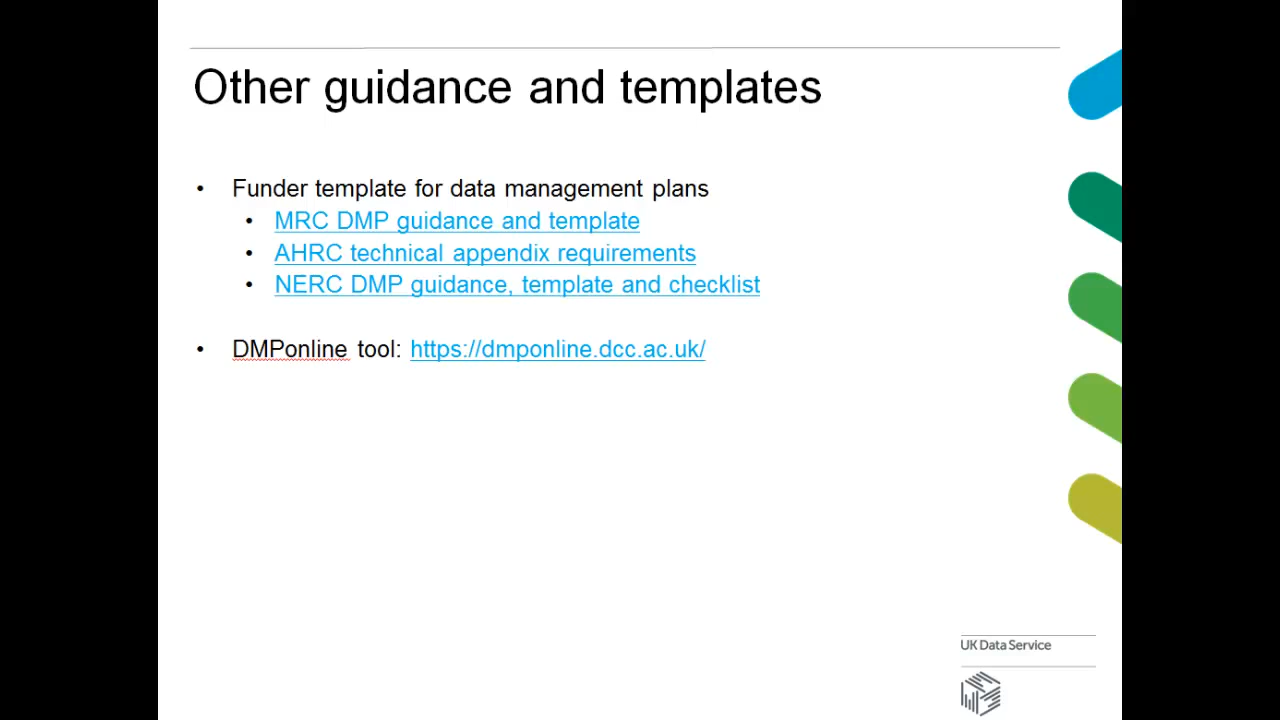 Other guidance and templates
• Funder template for data management plans
• MRC DMP guidance and template
• AHRC technical appendix requirements
• NERC DMP guidance, template and checklist
• DMPonline tool: https://dmponline.dcc.ac.uk/
UK Data Service